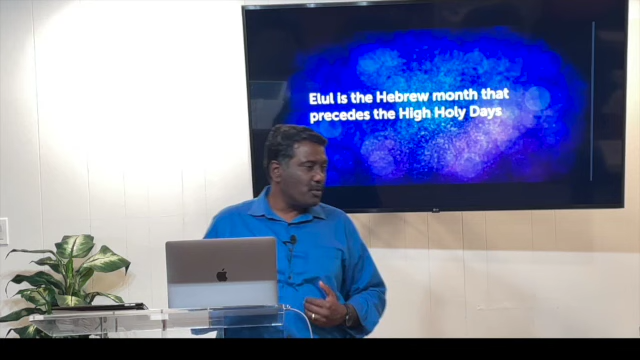 Elul is the Hebrew month that
precedes the High Holy Days